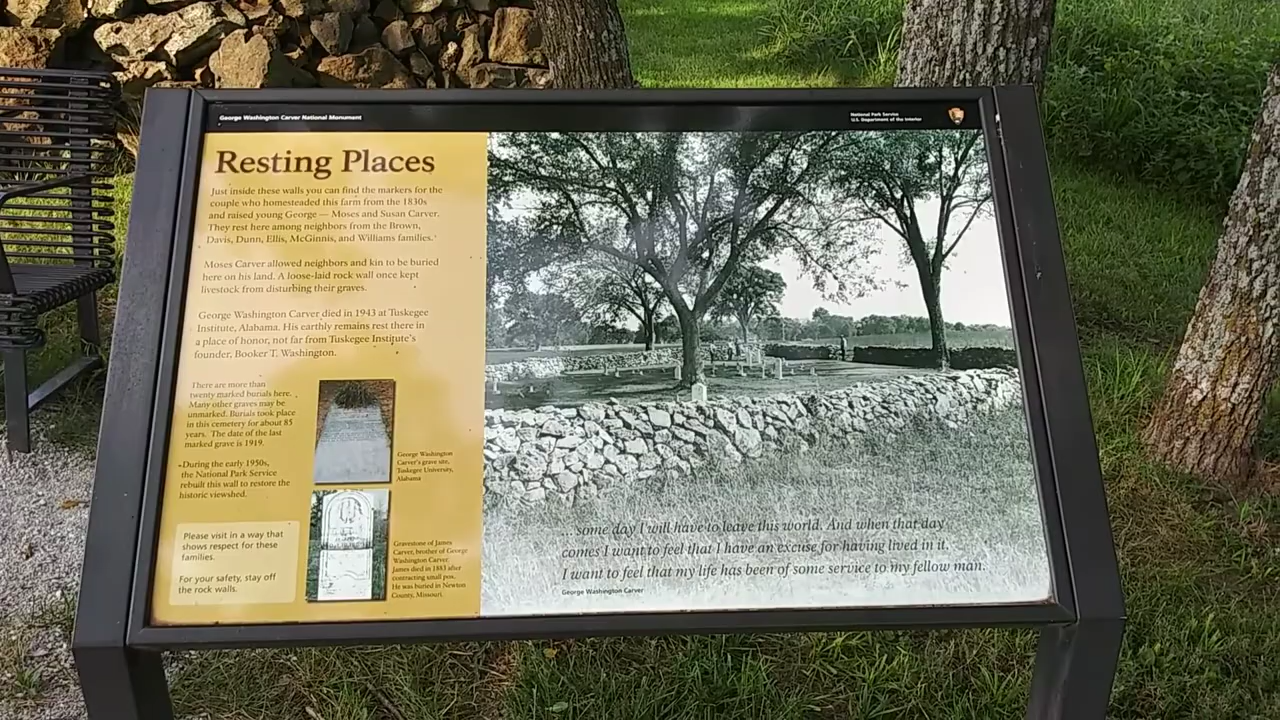 George Washington Carver National Monument
National Park Service
U.S. Department of the Interior
Resting Places
Just inside these walls you can find the markers for the
couple who homesteaded this farm from the 1830s
and raised young George — Moses and Susan Carver.
They rest here among neighbors from the Brown,
Davis, Dunn, Ellis, McGinnis, and Williams families.
Moses Carver allowed neighbors and kin to be buried
here on his land. A loose-laid rock wall once kept
livestock from disturbing their graves.
George Washington Carver died in 1943 at Tuskegee
Institute, Alabama. His earthly remains rest there in
a place of honor, not far from Tuskegee Institute's
founder, Booker T. Washington.
There are more than
twenty marked burials here.
Many other graves may be
unmarked. Burials took place
in this cemetery for about 85
years. The date of the last
marked grave is 1919.
During the early 1950s,
the National Park Service
rebuilt this wall to restore the
historic viewshed.
Please visit in a way that
shows respect for these
families.
For your safety, stay off
the rock walls.
George Washington
Carver's grave site,
Tuskegee University,
Alabama
Gravestone of James
Carver, brother of George
Washington Carver.
James died in 1883 after
contracting small pox.
He was buried in Newton
County, Missouri.
...some day I will have to leave this world. And when that day
comes I want to feel that I have an excuse for having lived in it.
I want to feel that my life has been of some service to my fellow man.
George Washington Carver